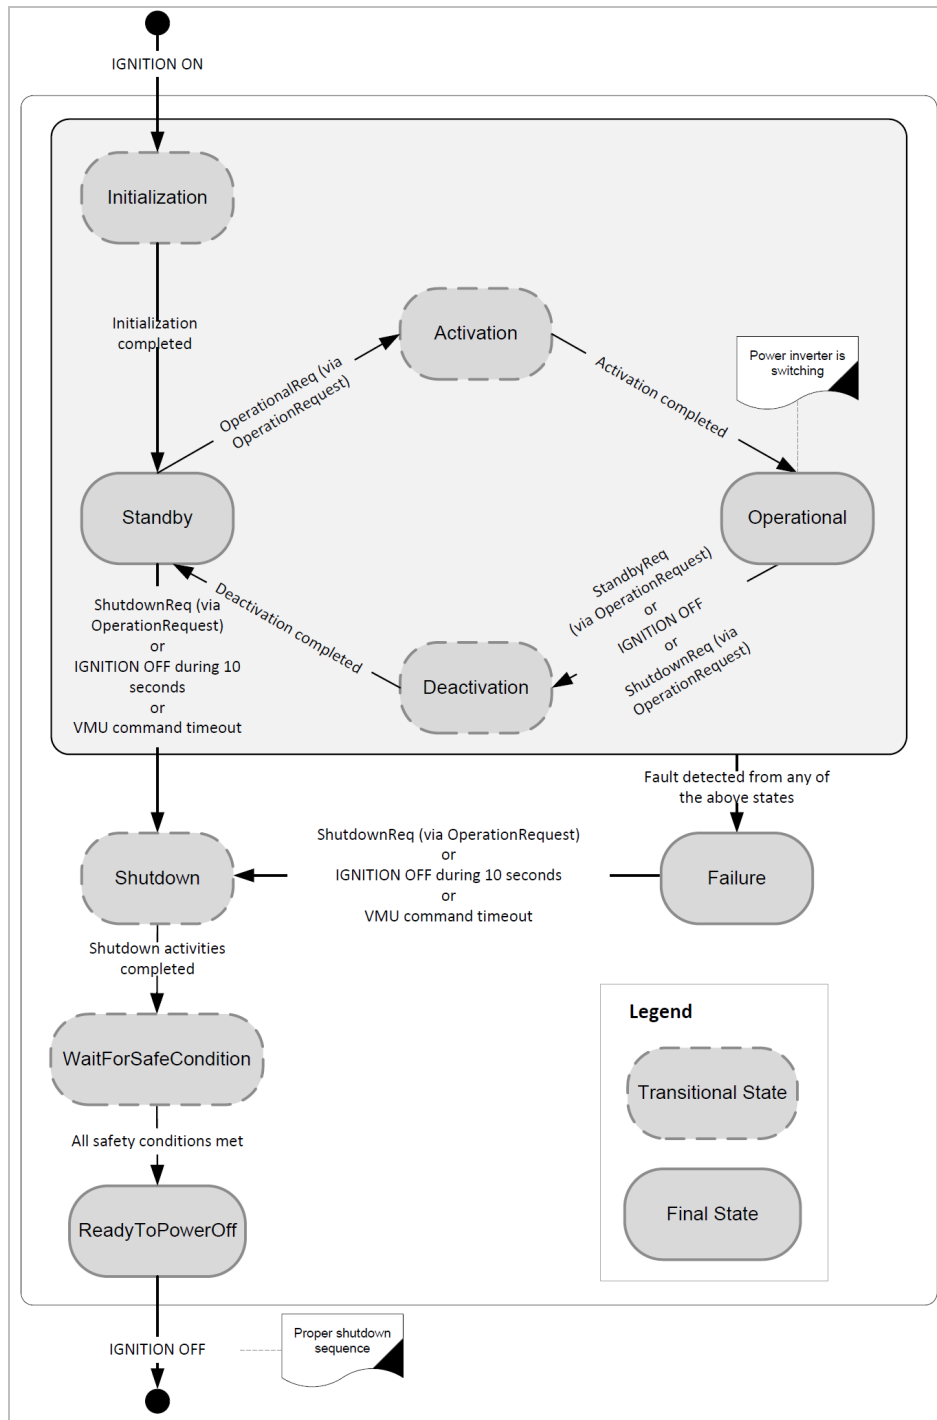 IGNITION ON
Initialization
Initialization
completed
Activation
OperationalReq (via
OperationRequest)
Activation completed
Power inverter is
switching
Standby
Operational
Deactivation completed
StandbyReq
(via OperationRequest)
or
IGNITION OFF
or
ShutdownReq (via
OperationRequest)
Deactivation
ShutdownReq (via
OperationRequest)
or
IGNITION OFF during 10
seconds
or
VMU command timeout
Fault detected from any of
the above states
Shutdown
ShutdownReq (via OperationRequest)
or
IGNITION OFF during 10 seconds
or
VMU command timeout
Failure
Shutdown activities
completed
WaitForSafeCondition
All safety conditions met
ReadyToPowerOff
Legend
Transitional State
Final State
IGNITION OFF
Proper shutdown
sequence